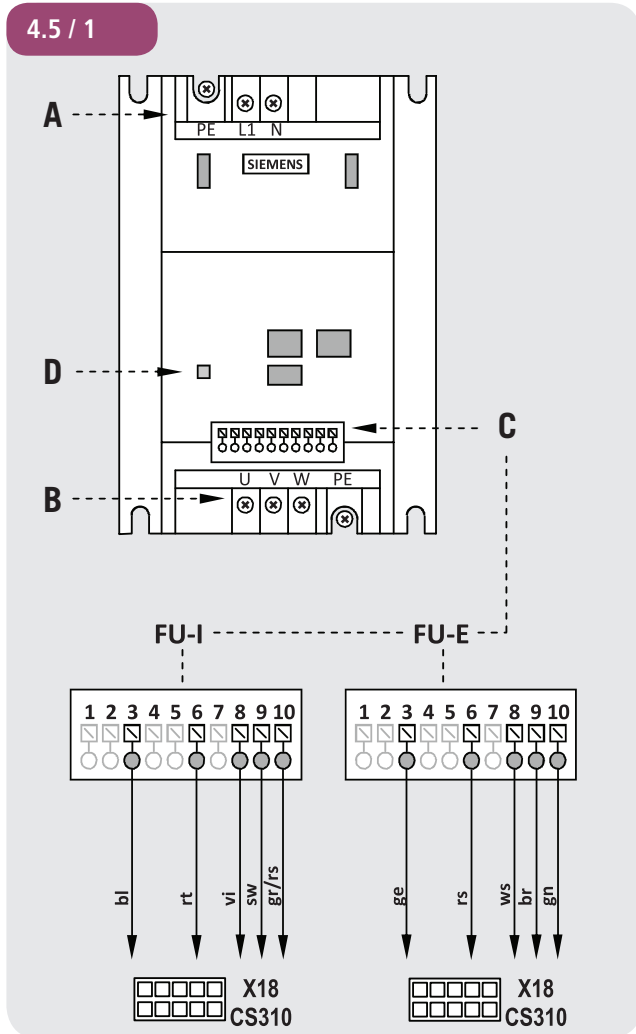 4.5 / 1
A
PE L1 N
SIEMENS
D
C
U V W PE
B
FU-I FU-E
1 2 3 4 5 6 7 8 9 10
1 2 3 4 5 6 7 8 9 10
bl rt vi sw gr/rs
ge rs ws br gn
X18
CS310
X18
CS310